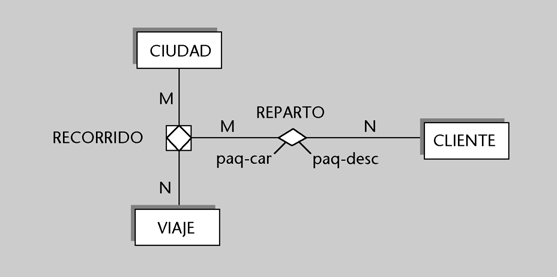 CIUDAD
M
REPARTO
RECORRIDO
M
N
CLIENTE
paq-car
paq-desc
N
VIAJE